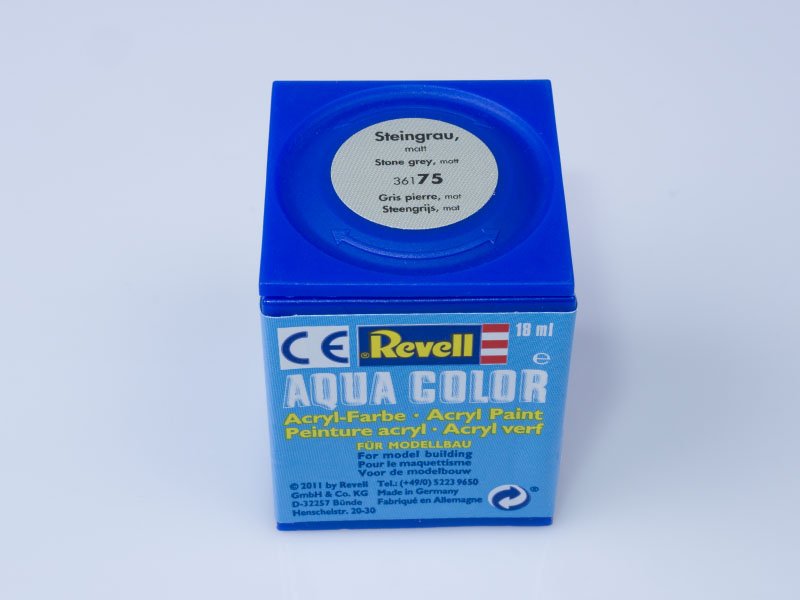 Steingrau,
matt
Stone grey, matt
36175
Gris pierre, mat
Steengrijs, mat
CE Revell 18 ml
®
e
AQUA COLOR
Acryl-Farbe · Acryl Paint
Peinture acryl · Acryl verf
FÜR MODELLBAU
For model building
Pour le maquettisme
Voor de modelbouw
© 2011 by Revell Tel.: (+49/0) 5223 9650
GmbH & Co. KG Made in Germany
D-32257 Bünde Fabriqué en Allemagne ®
Henschelstr. 20-30